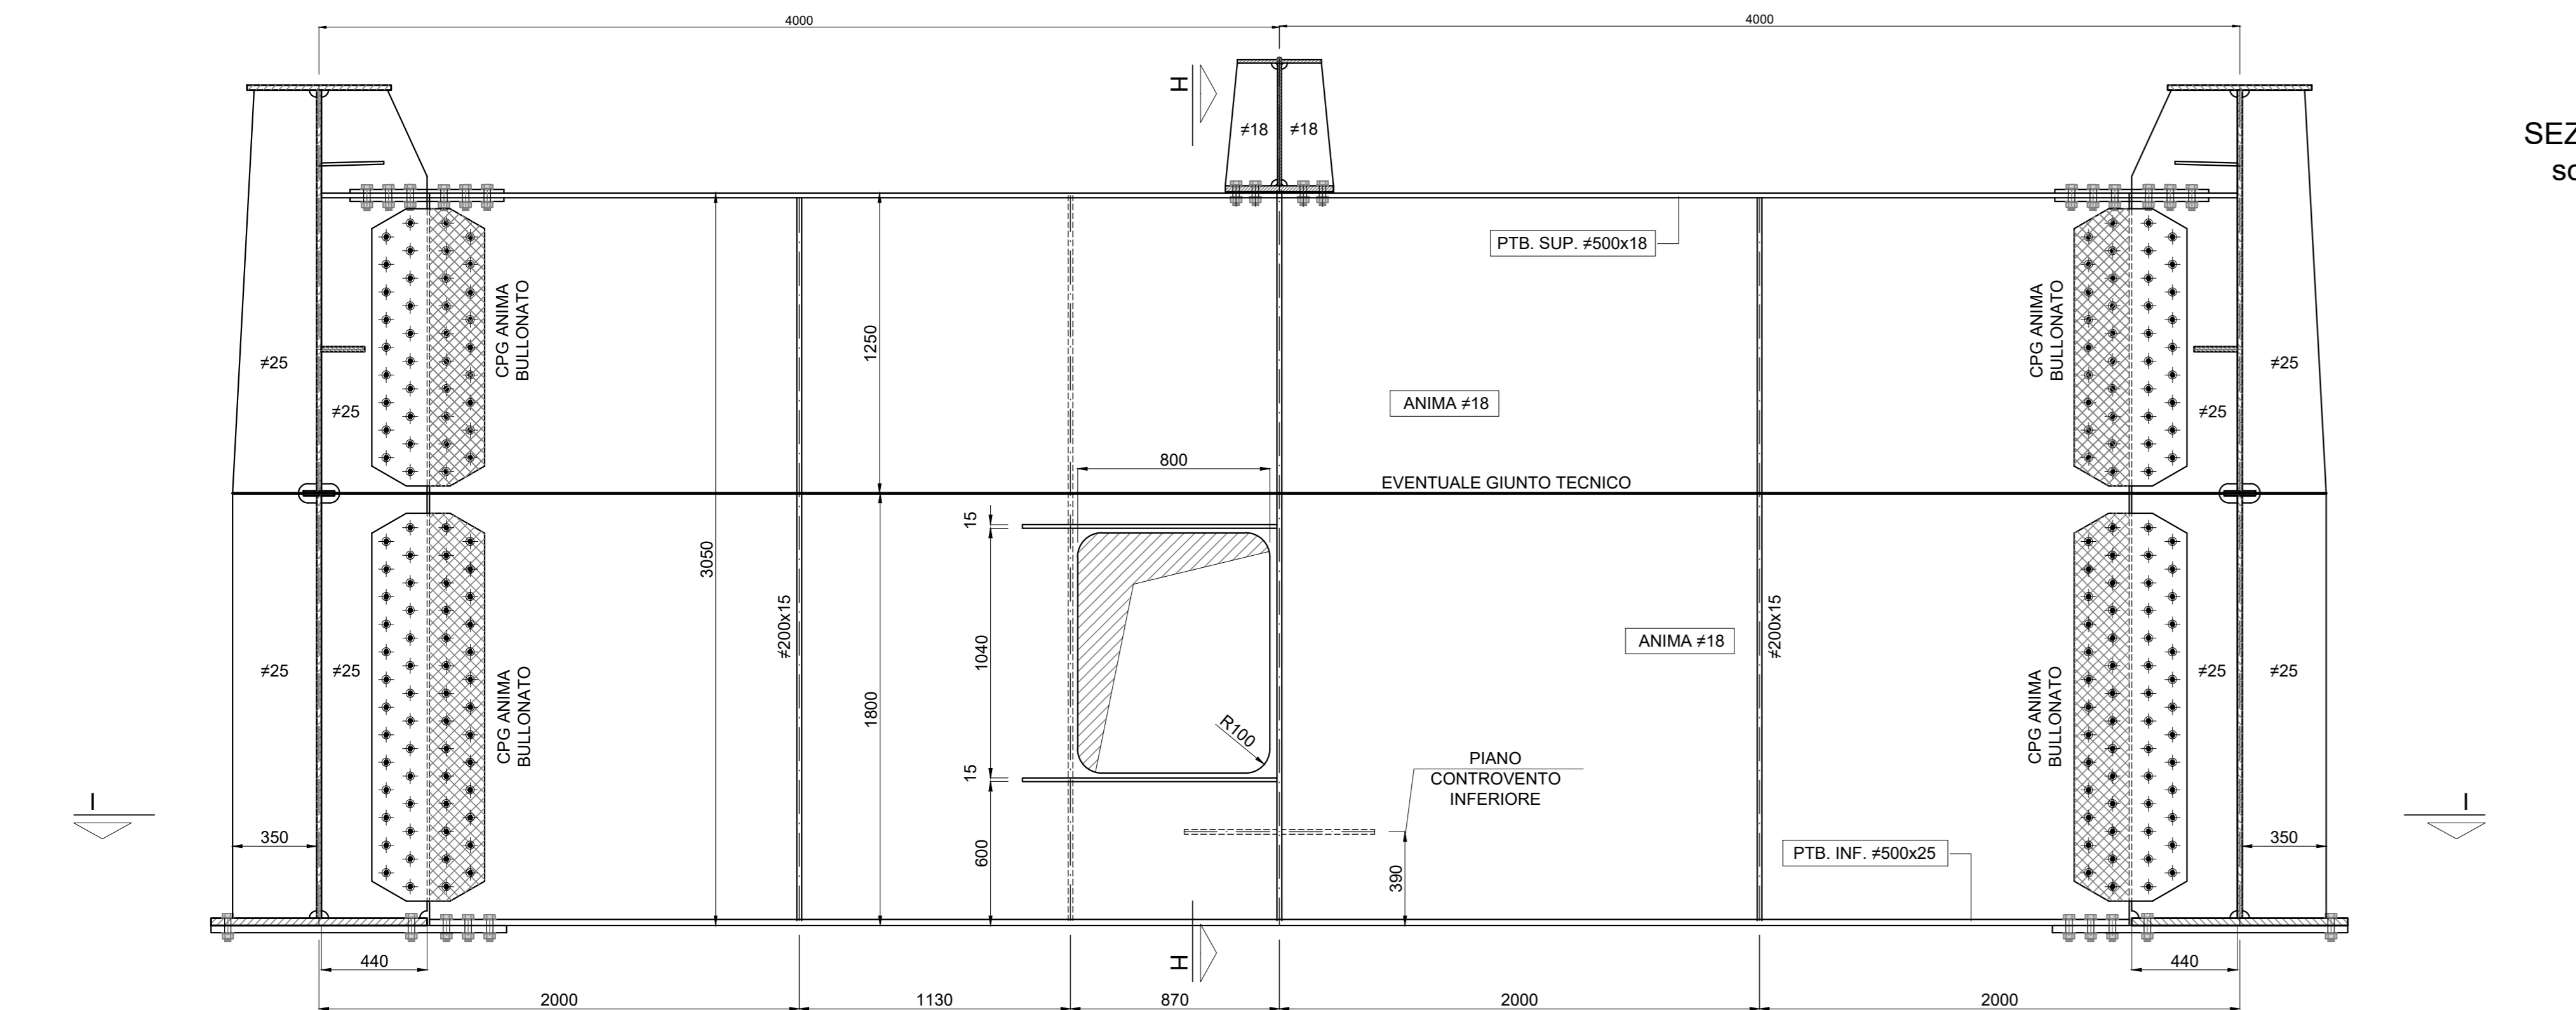 4000
4000
H
≠18
≠18
SEZ
sc
PTB. SUP. ≠500x18
CPG ANIMA
BULLONATO
CPG ANIMA
BULLONATO
1250
≠25
≠25
≠25
≠25
ANIMA ≠18
800
EVENTUALE GIUNTO TECNICO
15
3050
≠200x15
1040
ANIMA ≠18
≠200x15
≠25
≠25
≠25
≠25
CPG ANIMA
BULLONATO
CPG ANIMA
BULLONATO
1800
R100
PIANO
CONTROVENTO
INFERIORE
15
I
I
350
600
390
PTB. INF. ≠500x25
350
440
H
440
2000
1130
870
2000
2000